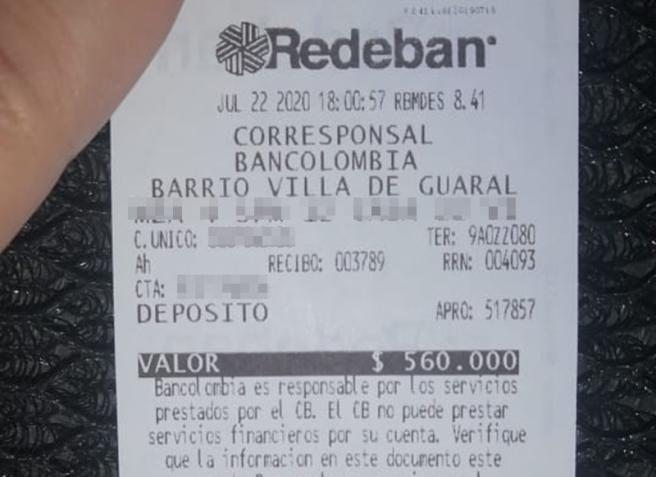 Redeban
JUL 22 2020 18:00:57 RBMDES 8.41
CORRESPONSAL
BANCOLOMBIA
BARRIO VILLA DE GUARAL
C.UNICO: TER: 9A0ZZ080
Ah RECIBO: 003789 RRN: 004093
CTA:
DEPOSITO APRO: 517857
VALOR $ 560.000
Bancolombia es responsable por los servicios
prestados por el CB. El CB no puede prestar
servicios financieros por su cuenta. Verifique
que la informacion en este documento este